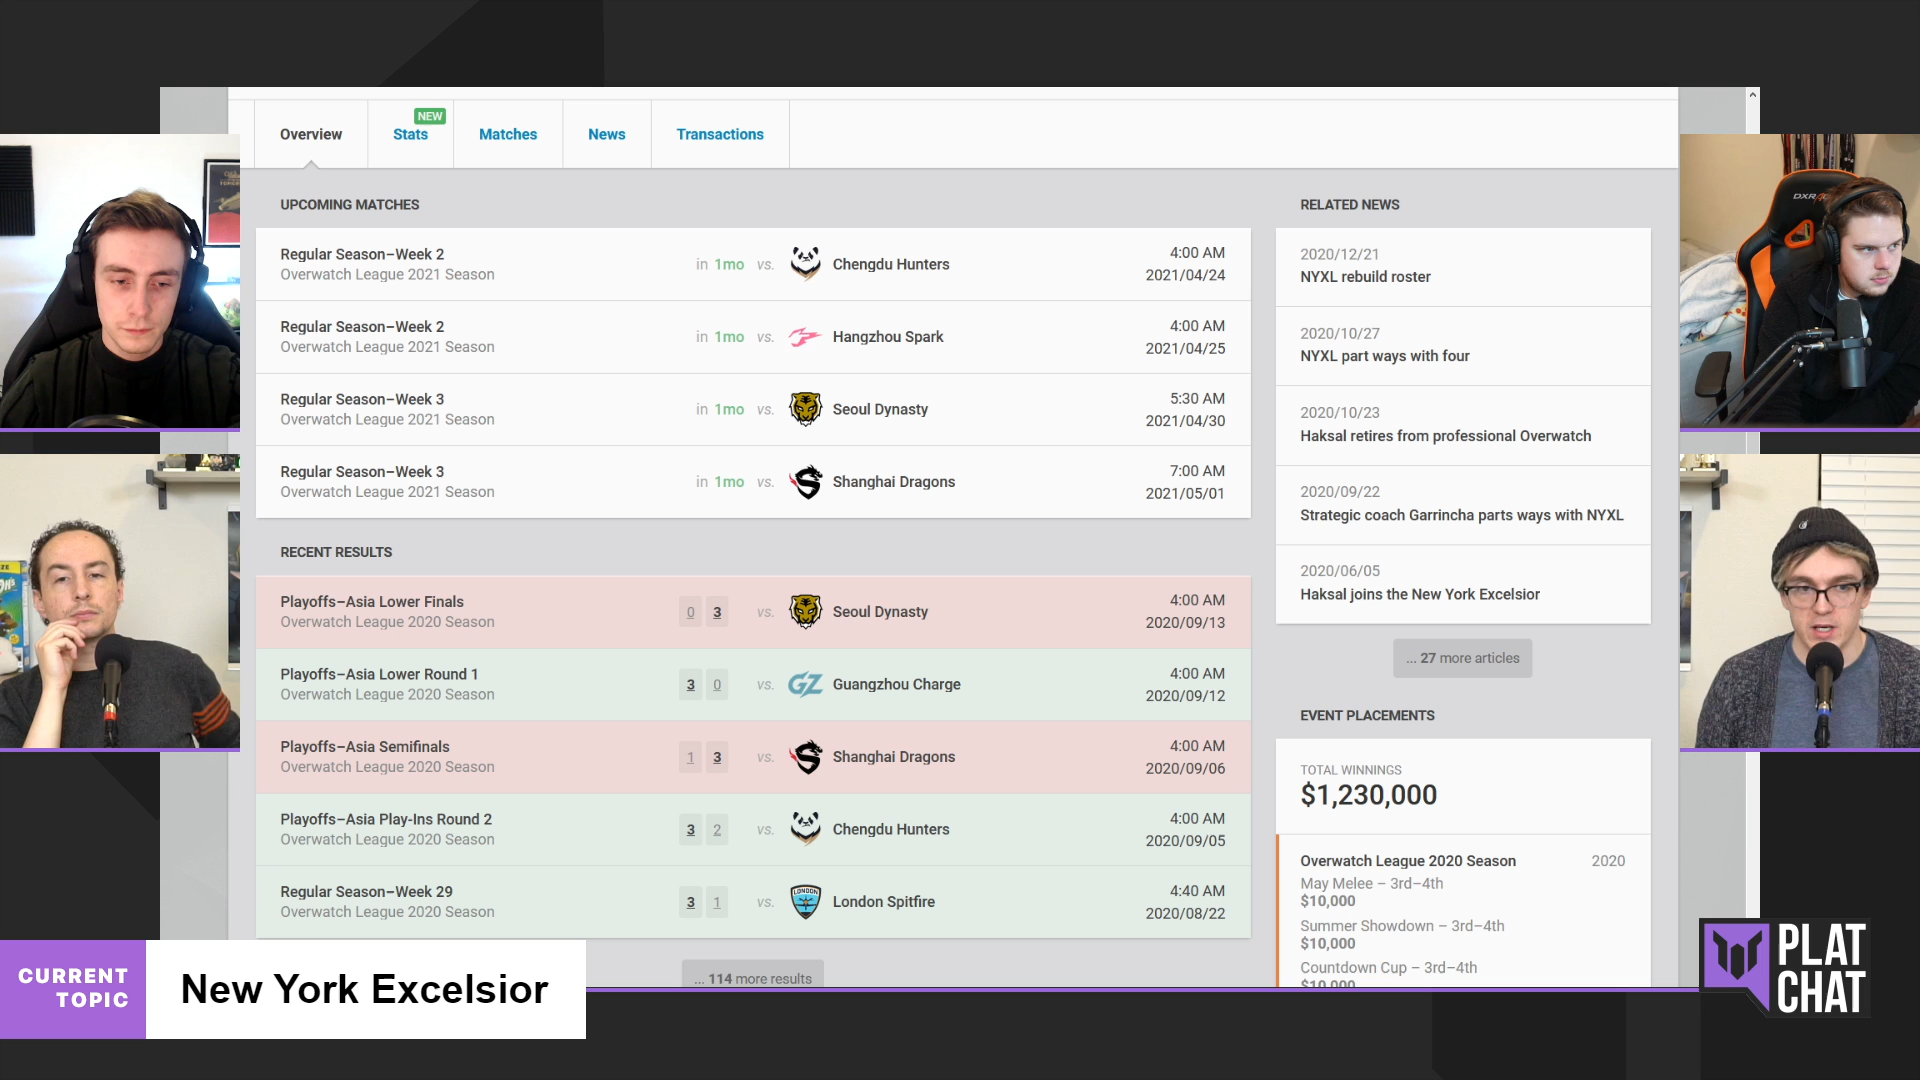 Overview
NEW
Stats
Matches
News
Transactions
UPCOMING MATCHES
Regular Season–Week 2
Overwatch League 2021 Season
in 1mo vs. Chengdu Hunters
4:00 AM
2021/04/24
Regular Season–Week 2
Overwatch League 2021 Season
in 1mo vs. Hangzhou Spark
4:00 AM
2021/04/25
Regular Season–Week 3
Overwatch League 2021 Season
in 1mo vs. Seoul Dynasty
5:30 AM
2021/04/30
Regular Season–Week 3
Overwatch League 2021 Season
in 1mo vs. Shanghai Dragons
7:00 AM
2021/05/01
RECENT RESULTS
Playoffs–Asia Lower Finals
Overwatch League 2020 Season
0 3 vs. Seoul Dynasty
4:00 AM
2020/09/13
Playoffs–Asia Lower Round 1
Overwatch League 2020 Season
3 0 vs. GZ Guangzhou Charge
4:00 AM
2020/09/12
Playoffs–Asia Semifinals
Overwatch League 2020 Season
1 3 vs. Shanghai Dragons
4:00 AM
2020/09/06
Playoffs–Asia Play-Ins Round 2
Overwatch League 2020 Season
3 2 vs. Chengdu Hunters
4:00 AM
2020/09/05
Regular Season–Week 29
Overwatch League 2020 Season
3 1 vs. LONDON London Spitfire
4:40 AM
2020/08/22
... 114 more results
RELATED NEWS
2020/12/21
NYXL rebuild roster
2020/10/27
NYXL part ways with four
2020/10/23
Haksal retires from professional Overwatch
2020/09/22
Strategic coach Garrincha parts ways with NYXL
2020/06/05
Haksal joins the New York Excelsior
... 27 more articles
EVENT PLACEMENTS
TOTAL WINNINGS
$1,230,000
Overwatch League 2020 Season 2020
May Melee – 3rd–4th
$10,000
Summer Showdown – 3rd–4th
$10,000
Countdown Cup – 3rd–4th
$10,000
CURRENT
TOPIC
New York Excelsior
PLAT
CHAT